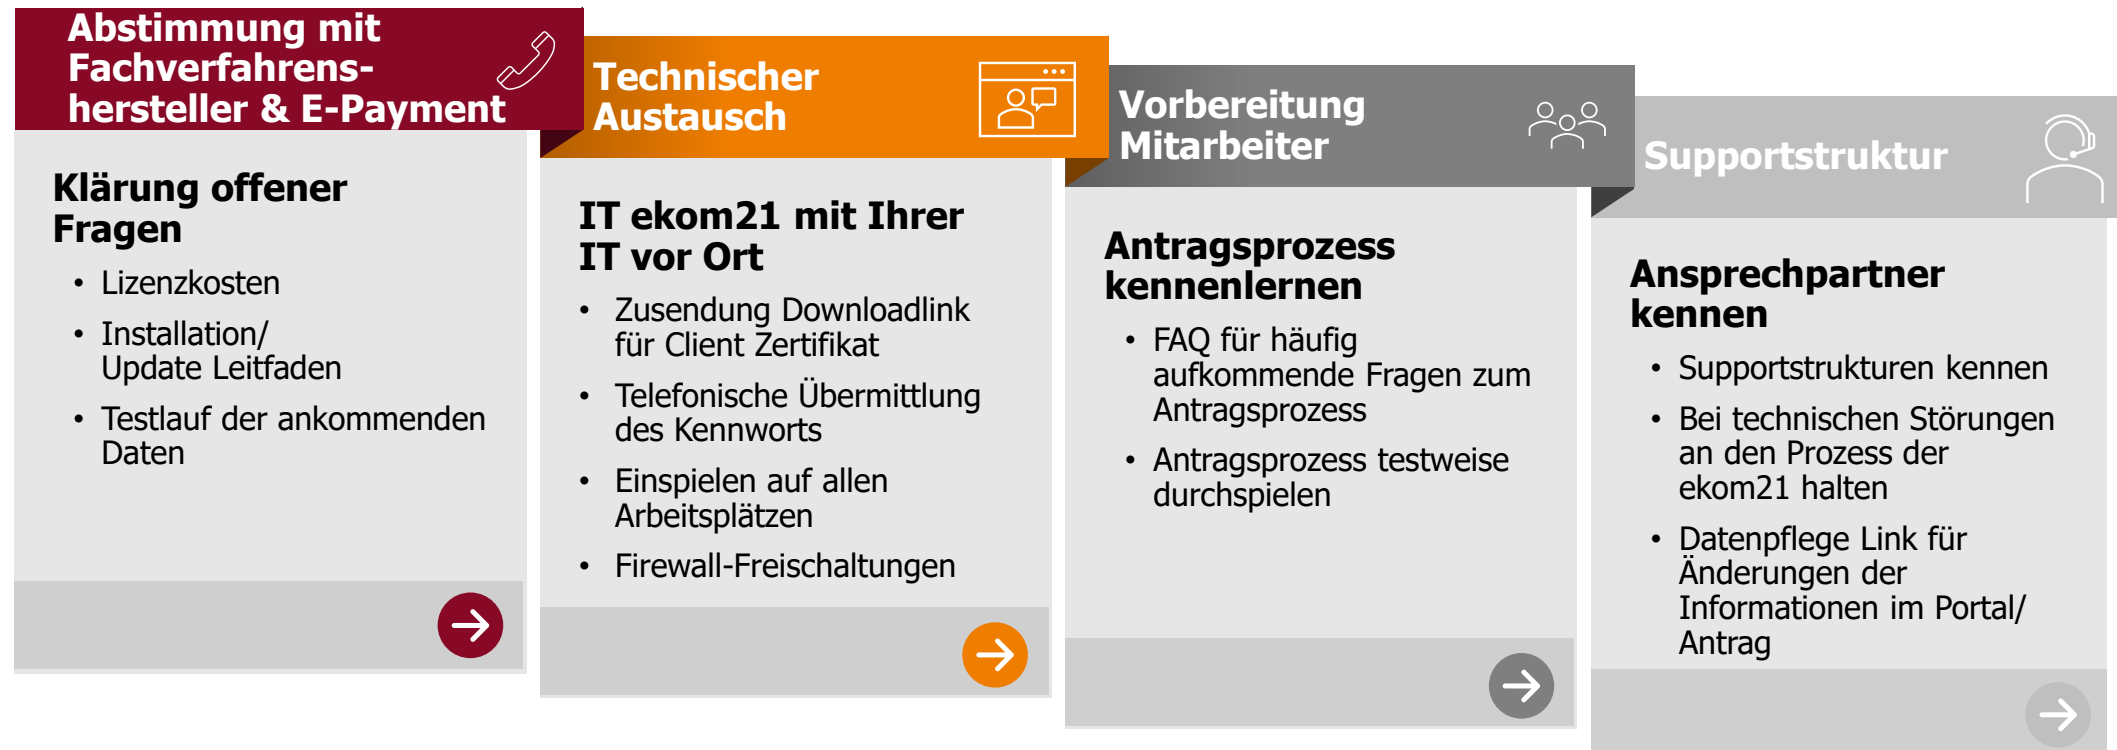 Abstimmung mit
Fachverfahrens-
hersteller & E-Payment
Klärung offener
Fragen
• Lizenzkosten
• Installation/
Update Leitfaden
• Testlauf der ankommenden
Daten
Technischer
Austausch
IT ekom21 mit Ihrer
IT vor Ort
• Zusendung Downloadlink
für Client Zertifikat
• Telefonische Übermittlung
des Kennworts
• Einspielen auf allen
Arbeitsplätzen
• Firewall-Freischaltungen
Vorbereitung
Mitarbeiter
Antragsprozess
kennenlernen
• FAQ für häufig
aufkommende Fragen zum
Antragsprozess
• Antragsprozess testweise
durchspielen
Supportstruktur
Ansprechpartner
kennen
• Supportstrukturen kennen
• Bei technischen Störungen
an den Prozess der
ekom21 halten
• Datenpflege Link für
Änderungen der
Informationen im Portal/
Antrag